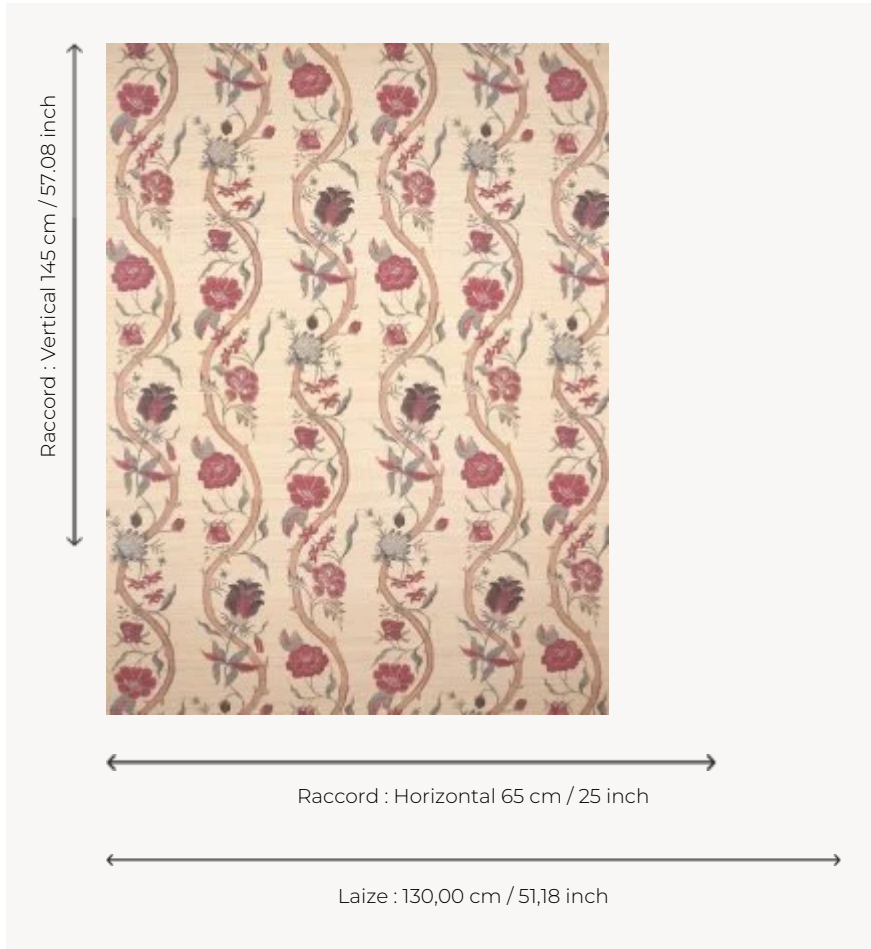 Raccord : Vertical 145 cm / 57.08 inch
Raccord : Horizontal 65 cm / 25 inch
Laize : 130,00 cm / 51,18 inch